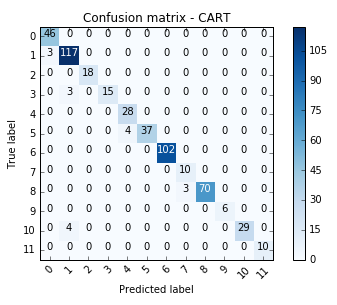 Confusion matrix - CART
0 46 0 0 0 0 0 0 0 0 0 0 0
1 3 117 0 0 0 0 0 0 0 0 0 0
2 0 0 18 0 0 0 0 0 0 0 0 0
3 0 3 0 15 0 0 0 0 0 0 0 0
4 0 0 0 0 28 0 0 0 0 0 0 0
5 0 0 0 0 4 37 0 0 0 0 0 0
6 0 0 0 0 0 0 102 0 0 0 0 0
7 0 0 0 0 0 0 0 10 0 0 0 0
8 0 0 0 0 0 0 0 3 70 0 0 0
9 0 0 0 0 0 0 0 0 0 6 0 0
10 0 4 0 0 0 0 0 0 0 0 29 0
11 0 0 0 0 0 0 0 0 0 0 0 10
0 1 2 3 4 5 6 7 8 9 10 11
True label
Predicted label
105
90
75
60
45
30
15
0